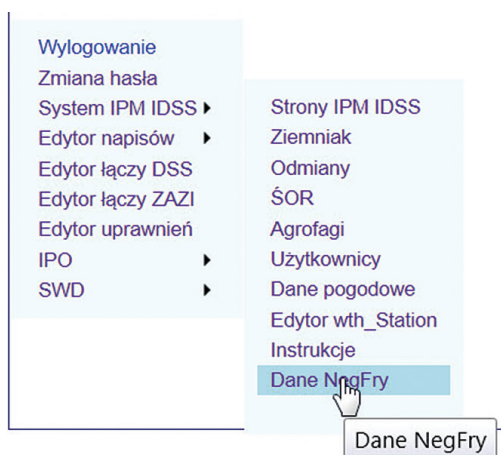 Wylogowanie
Zmiana hasła
System IPM IDSS
Edytor napisów
Edytor łączy DSS
Edytor łączy ZAZI
Edytor uprawnień
IPO
SWD
Strony IPM IDSS
Ziemniak
Odmiany
ŚOR
Agrofagi
Użytkownicy
Dane pogodowe
Edytor wth_Station
Instrukcje
Dane NegFry
Dane NegFry